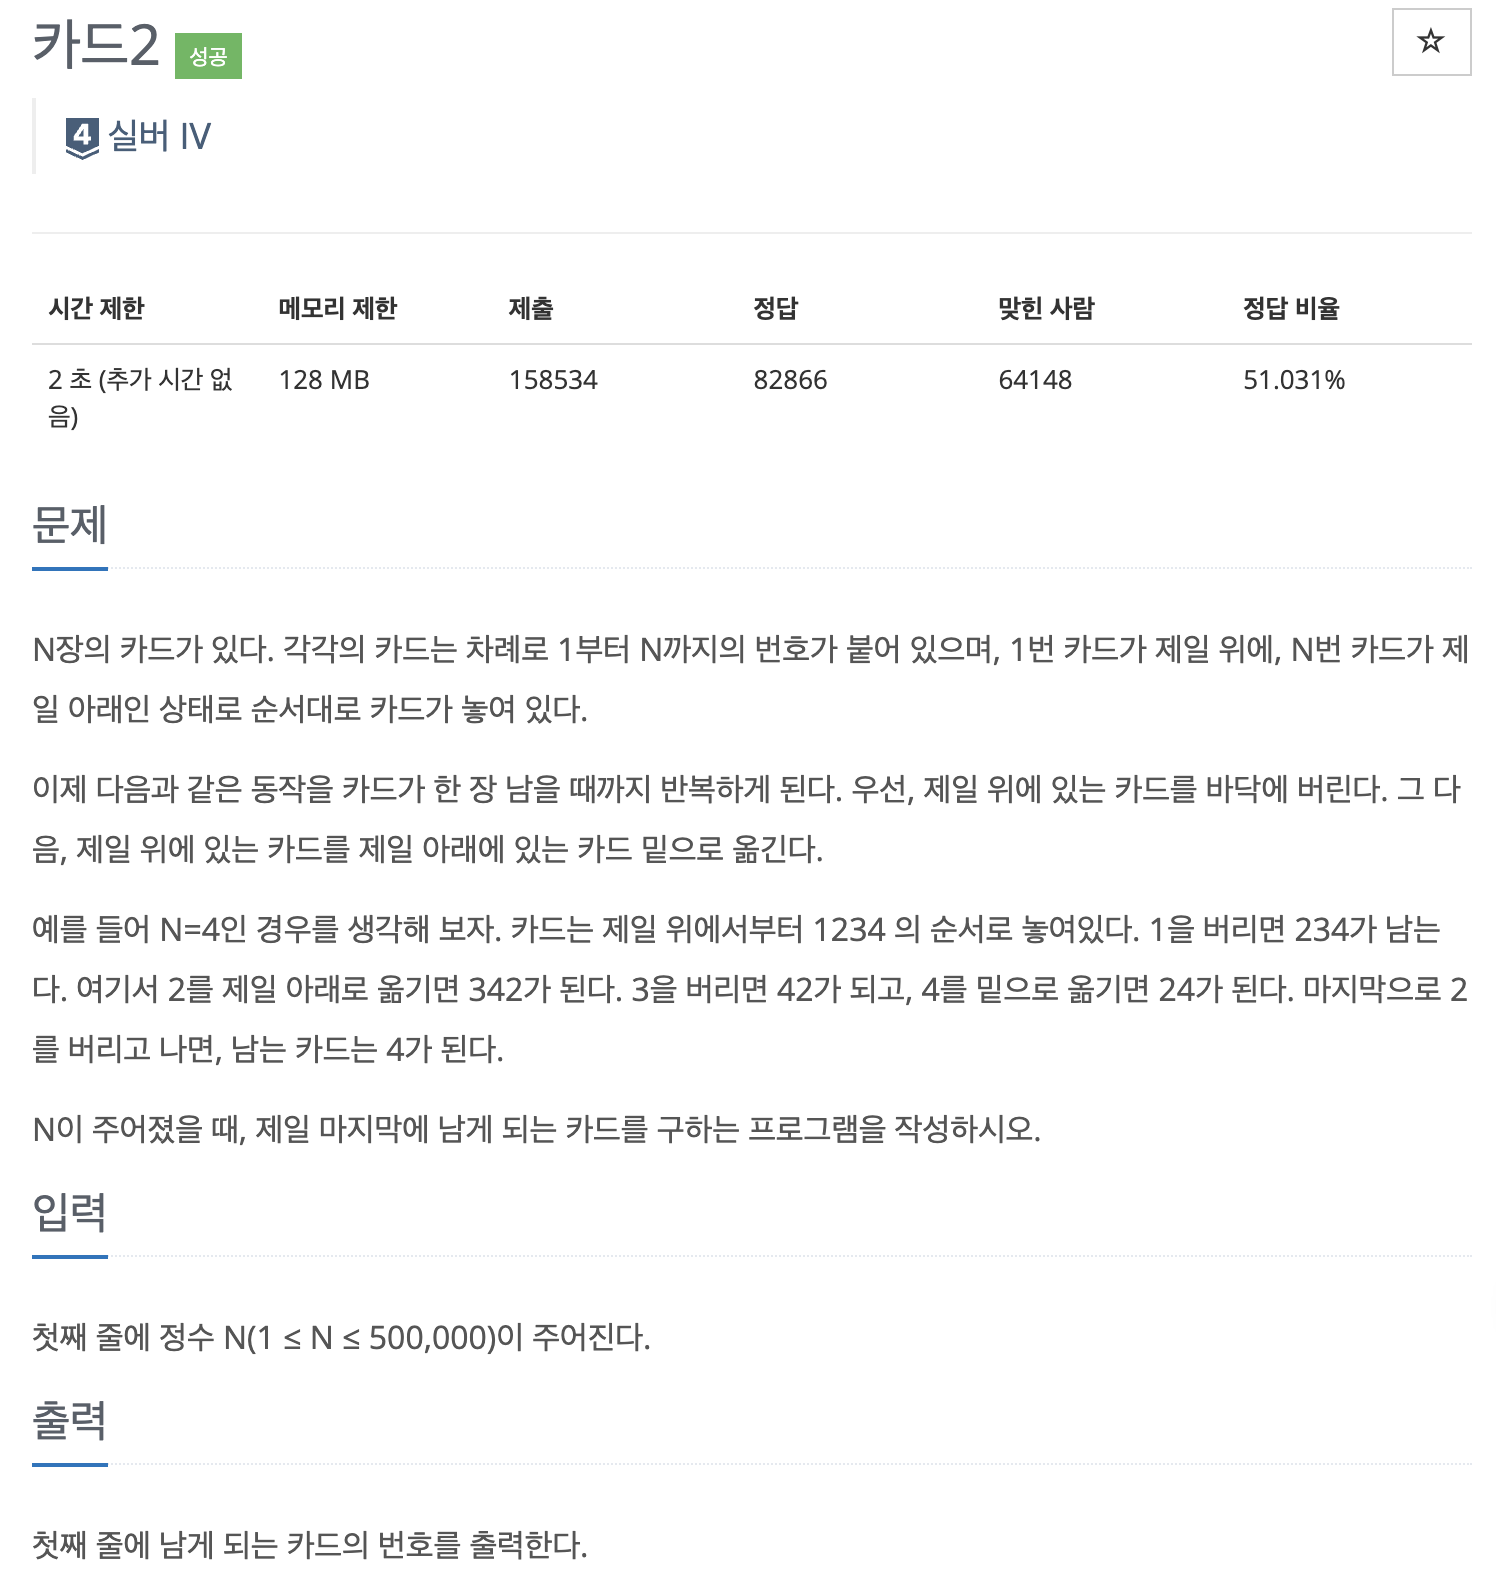 카드2 성공
4 실버 IV
시간 제한 메모리 제한 제출 정답 맞힌 사람 정답 비율
2 초 (추가 시간 없 128 MB 158534 82866 64148 51.031%
음)
문제
N장의 카드가 있다. 각각의 카드는 차례로 1부터 N까지의 번호가 붙어 있으며, 1번 카드가 제일 위에, N번 카드가 제
일 아래인 상태로 순서대로 카드가 놓여 있다.
이제 다음과 같은 동작을 카드가 한 장 남을 때까지 반복하게 된다. 우선, 제일 위에 있는 카드를 바닥에 버린다. 그 다
음, 제일 위에 있는 카드를 제일 아래에 있는 카드 밑으로 옮긴다.
예를 들어 N=4인 경우를 생각해 보자. 카드는 제일 위에서부터 1234 의 순서로 놓여있다. 1을 버리면 234가 남는
다. 여기서 2를 제일 아래로 옮기면 342가 된다. 3을 버리면 42가 되고, 4를 밑으로 옮기면 24가 된다. 마지막으로 2
를 버리고 나면, 남는 카드는 4가 된다.
N이 주어졌을 때, 제일 마지막에 남게 되는 카드를 구하는 프로그램을 작성하시오.
입력
첫째 줄에 정수 N(1 ≤ N ≤ 500,000)이 주어진다.
출력
첫째 줄에 남게 되는 카드의 번호를 출력한다.